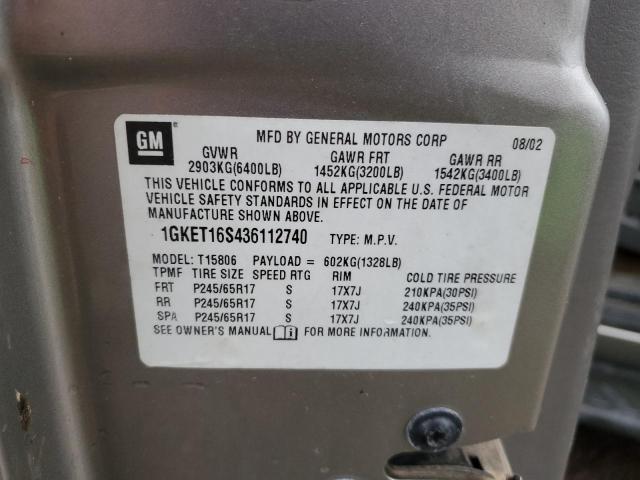 GM
MFD BY GENERAL MOTORS CORP 08/02
GVWR GAWR FRT GAWR RR
2903KG(6400LB) 1452KG(3200LB) 1542KG(3400LB)
THIS VEHICLE CONFORMS TO ALL APPLICABLE U.S. FEDERAL MOTOR
VEHICLE SAFETY STANDARDS IN EFFECT ON THE DATE OF
MANUFACTURE SHOWN ABOVE.
1GKET16S436112740 TYPE: M.P.V.
MODEL: T15806 PAYLOAD = 602KG(1328LB)
TPMF TIRE SIZE SPEED RTG RIM COLD TIRE PRESSURE
FRT P245/65R17 S 17X7J 210KPA(30PSI)
RR P245/65R17 S 17X7J 240KPA(35PSI)
SPA P245/65R17 S 17X7J 240KPA(35PSI)
SEE OWNER'S MANUAL FOR MORE INFORMATION.